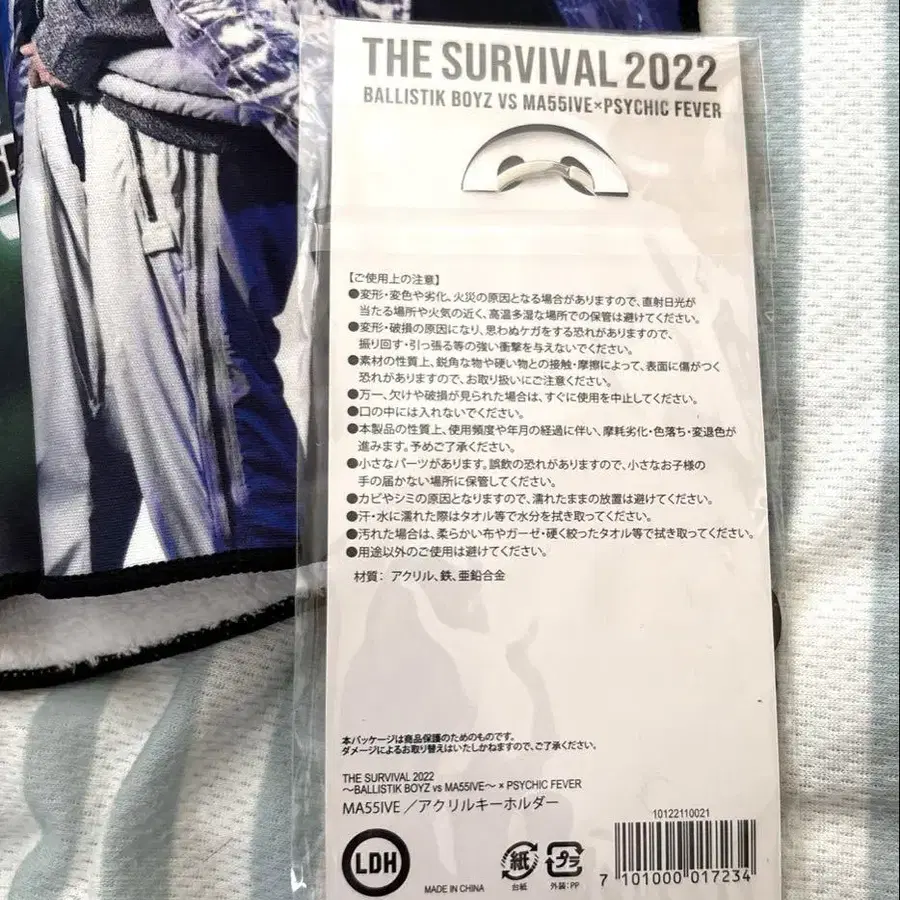 THE SURVIVAL 2022
BALLISTIK BOYZ VS MA55IVE×PSYCHIC FEVER
【ご使用上の注意】
●変形・変色や劣化、火災の原因となる場合がありますので、直射日光が
当たる場所や火気の近く、高温多湿な場所での保管は避けてください。
●変形・破損の原因になり、思わぬケガをする恐れがありますので、
振り回す・引っ張る等の強い衝撃を与えないでください。
●素材の性質上、鋭角な物や硬い物との接触・摩擦によって、表面に傷がつく
恐れがありますので、お取り扱いにご注意ください。
●万一、欠けや破損が見られた場合は、すぐに使用を中止してください。
●口の中には入れないでください。
●本製品の性質上、使用頻度や年月の経過に伴い、摩耗劣化・色落ち・変退色が
進みます。予めご了承ください。
●小さなパーツがあります。誤飲の恐れがありますので、小さなお子様の
手の届かない場所に保管してください。
●カビやシミの原因となりますので、濡れたままの放置は避けてください。
●汗・水に濡れた際はタオル等で水分を拭き取ってください。
●汚れた場合は、柔らかい布やガーゼ・硬く絞ったタオル等で拭き取ってください。
●用途以外のご使用は避けてください。
材質： アクリル、鉄、亜鉛合金
本パッケージは商品保護のためのものです。
ダメージによるお取り替えはいたしかねますので、ご了承ください。
THE SURVIVAL 2022
～BALLISTIK BOYZ vs MA55IVE～ × PSYCHIC FEVER
MA55IVE／アクリルキーホルダー
10122110021
LDH
MADE IN CHINA
紙
台紙
プラ
外装：PP
7 101000 017234